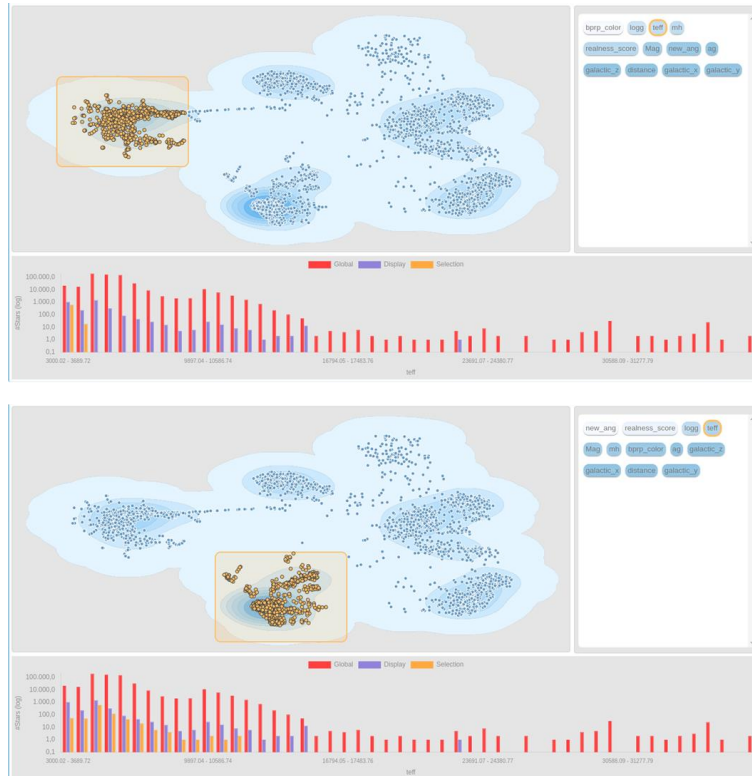 bprp_color logg teff mh
realness_score Mag new_ang ag
galactic_z distance galactic_x galactic_y
Global Display Selection
#Stars (log)
100.000,0
10.000,0
1.000,0
100,0
10,0
1,0
0,1
3000.02 - 3689.72 9897.04 - 10586.74 16794.05 - 17483.76 23691.07 - 24380.77 30588.09 - 31277.79
teff
new_ang realness_score logg teff
Mag mh bprp_color ag galactic_z
galactic_x distance galactic_y
Global Display Selection
#Stars (log)
100.000,0
10.000,0
1.000,0
100,0
10,0
1,0
0,1
3000.02 - 3689.72 9897.04 - 10586.74 16794.05 - 17483.76 23691.07 - 24380.77 30588.09 - 31277.79
teff